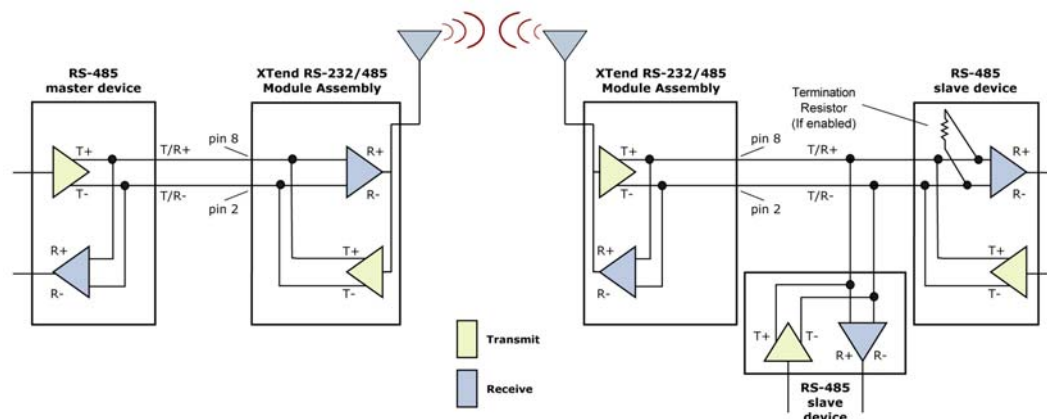 RS-485
master device
XTend RS-232/485
Module Assembly
XTend RS-232/485
Module Assembly
RS-485
slave device
Termination
Resistor
(If enabled)
T+
T-
R+
R-
T/R+
T/R-
pin 8
pin 2
R+
R-
T+
T-
T+
T-
R+
R-
pin 8
T/R+
T/R-
pin 2
R+
R-
T+
T-
T+
T-
R+
R-
RS-485
slave
device
Transmit
Receive